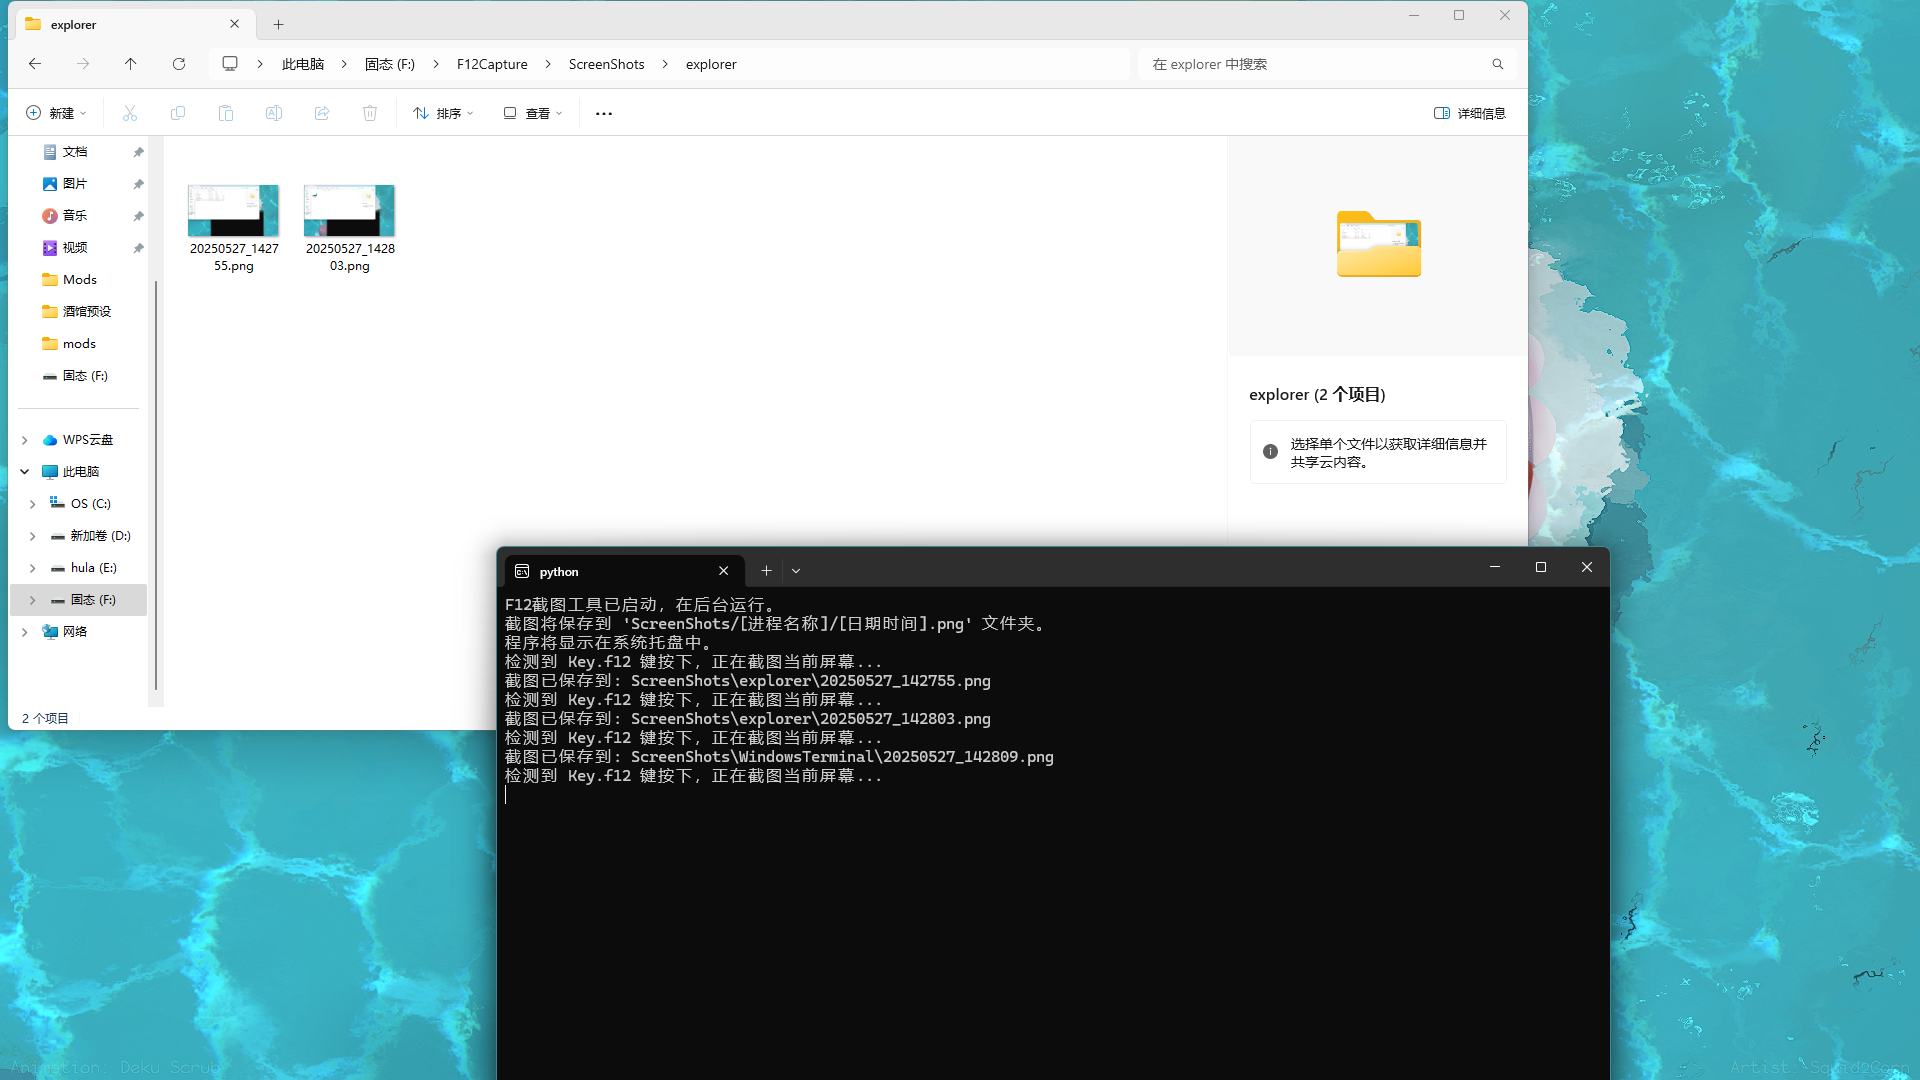 explorer
此电脑
固态 (F:)
F12Capture
ScreenShots
explorer
在 explorer 中搜索
新建
排序
查看
详细信息
文档
图片
音乐
视频
Mods
酒馆预设
mods
固态 (F:)
WPS云盘
此电脑
OS (C:)
新加卷 (D:)
hula (E:)
固态 (F:)
网络
2 个项目
20250527_1427
55.png
20250527_1428
03.png
explorer (2 个项目)
选择单个文件以获取详细信息并
共享云内容。
python
F12截图工具已启动，在后台运行。
截图将保存到 'ScreenShots/[进程名称]/[日期时间].png' 文件夹。
程序将显示在系统托盘中。
检测到 Key.f12 键按下，正在截图当前屏幕...
截图已保存到: ScreenShots\explorer\20250527_142755.png
检测到 Key.f12 键按下，正在截图当前屏幕...
截图已保存到: ScreenShots\explorer\20250527_142803.png
检测到 Key.f12 键按下，正在截图当前屏幕...
截图已保存到: ScreenShots\WindowsTerminal\20250527_142809.png
检测到 Key.f12 键按下，正在截图当前屏幕...
Animation: Deku Scrub